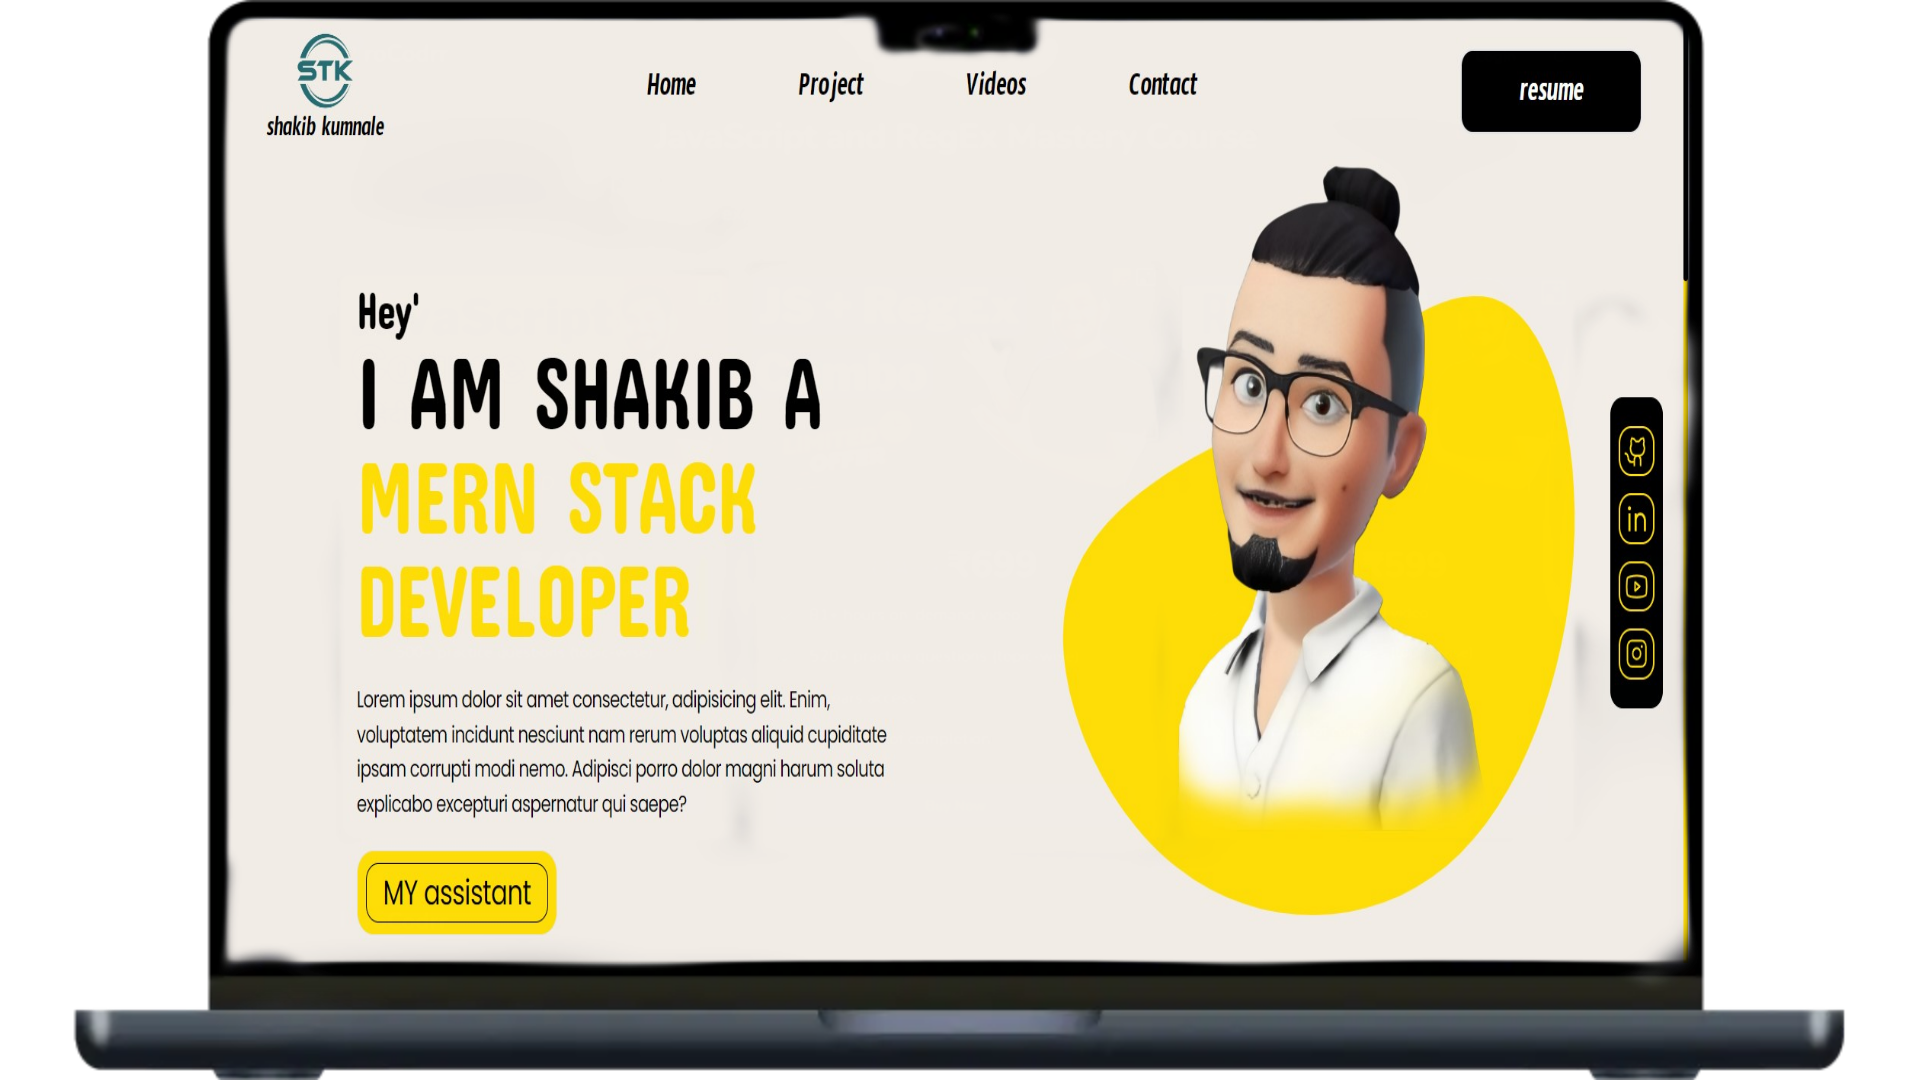 STK
shakib kumnale
Home Project Videos Contact
resume
Hey'
I AM SHAKIB A
MERN STACK
DEVELOPER
in
Lorem ipsum dolor sit amet consectetur, adipisicing elit. Enim,
voluptatem incidunt nesciunt nam rerum voluptas aliquid cupiditate
ipsam corrupti modi nemo. Adipisci porro dolor magni harum soluta
explicabo excepturi aspernatur qui saepe?
MY assistant